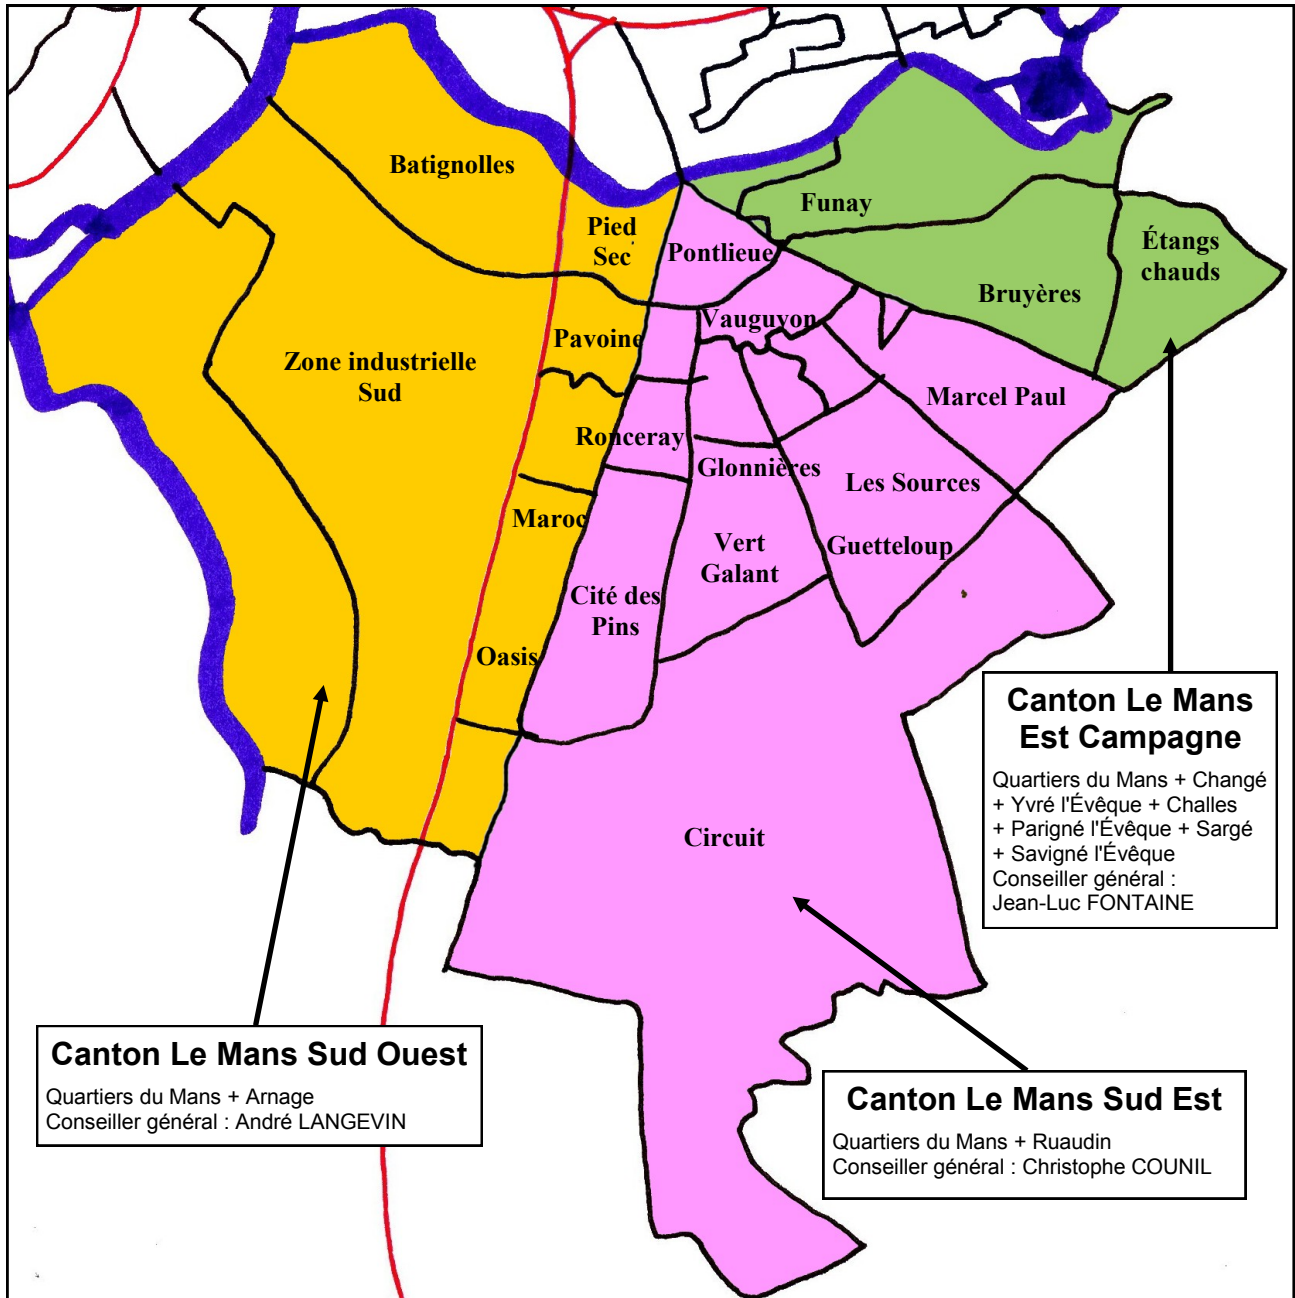 Batignolles
Funay
Pied
Sec
Pontlieue
Étangs
chauds
Bruyères
Vauguyon
Pavoine
Zone industrielle
Sud
Marcel Paul
Ronceray
Glonnières
Les Sources
Maroc
Vert
Galant
Guetteloup
Cité des
Pins
Oasis
Circuit
Canton Le Mans
Est Campagne
Quartiers du Mans + Changé
+ Yvré l'Évêque + Challes
+ Parigné l'Évêque + Sargé
+ Savigné l'Évêque
Conseiller général :
Jean-Luc FONTAINE
Canton Le Mans Sud Ouest
Quartiers du Mans + Arnage
Conseiller général : André LANGEVIN
Canton Le Mans Sud Est
Quartiers du Mans + Ruaudin
Conseiller général : Christophe COUNIL